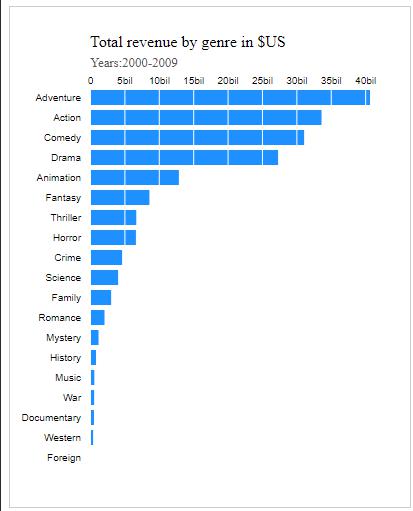 Total revenue by genre in $US
Years:2000-2009
0 5bil 10bil 15bil 20bil 25bil 30bil 35bil 40bil
Adventure
Action
Comedy
Drama
Animation
Fantasy
Thriller
Horror
Crime
Science
Family
Romance
Mystery
History
Music
War
Documentary
Western
Foreign